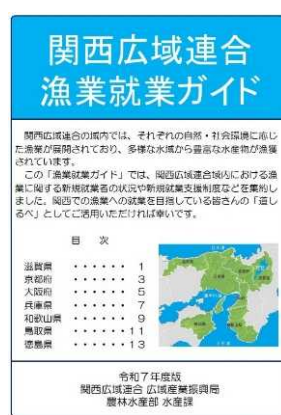 関西広域連合
漁業就業ガイド
関西広域連合の域内では、それぞれの自然・社会環境に応じ
た漁業が展開されており、多様な水域から豊富な水産物が漁獲
されています。
この「漁業就業ガイド」では、関西広域連合域内における漁
業に関する新規就業者の状況や新規就業支援制度などを集約し
ました。関西での漁業への就業を目指している皆さんの「道し
るべ」としてご活用いただければ幸いです。
目 次
滋賀県 ・・・・・・ 1
京都府 ・・・・・・ 3
大阪府 ・・・・・・ 5
兵庫県 ・・・・・・ 7
和歌山県 ・・・・・・ 9
鳥取県 ・・・・・・11
徳島県 ・・・・・・13
令和7年度版
関西広域連合 広域産業振興局
農林水産部 水産課